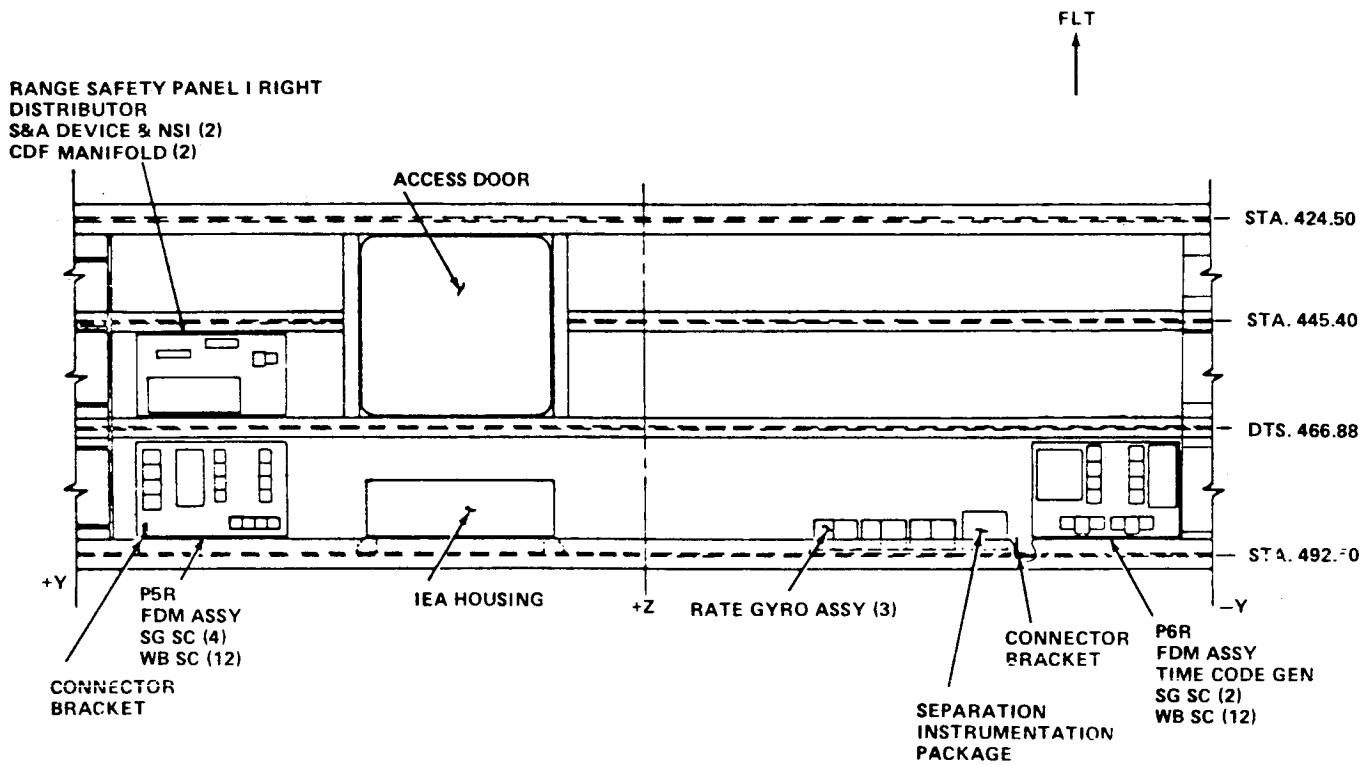 FLT
RANGE SAFETY PANEL I RIGHT
DISTRIBUTOR
S&A DEVICE & NSI (2)
CDF MANIFOLD (2)
ACCESS DOOR
STA. 424.50
STA. 445.40
DTS. 466.88
STA.
+Y
+Z
-Y
P5R
FDM ASSY
SG SC (4)
WB SC (12)
CONNECTOR
BRACKET
IEA HOUSING
RATE GYRO ASSY (3)
SEPARATION
INSTRUMENTATION
PACKAGE
CONNECTOR
BRACKET
P6R
FDM ASSY
TIME CODE GEN
SG SC (2)
WB SC (12)